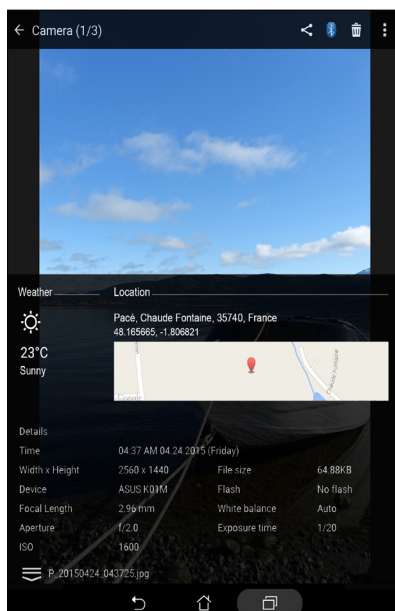 Camera (1/3)
Weather
Location
Pacé, Chaude Fontaine, 35740, France
48.165665, -1.806821
23°C
Sunny
Chaude Fontaine
Details
Time 04:37 AM 04.24.2015 (Friday)
Width x Height 2560 x 1440 File size 64.88KB
Device ASUS K01M Flash No flash
Focal Length 2.96 mm White balance Auto
Aperture f/2.0 Exposure time 1/20
ISO 1600
P_20150424_043725.jpg